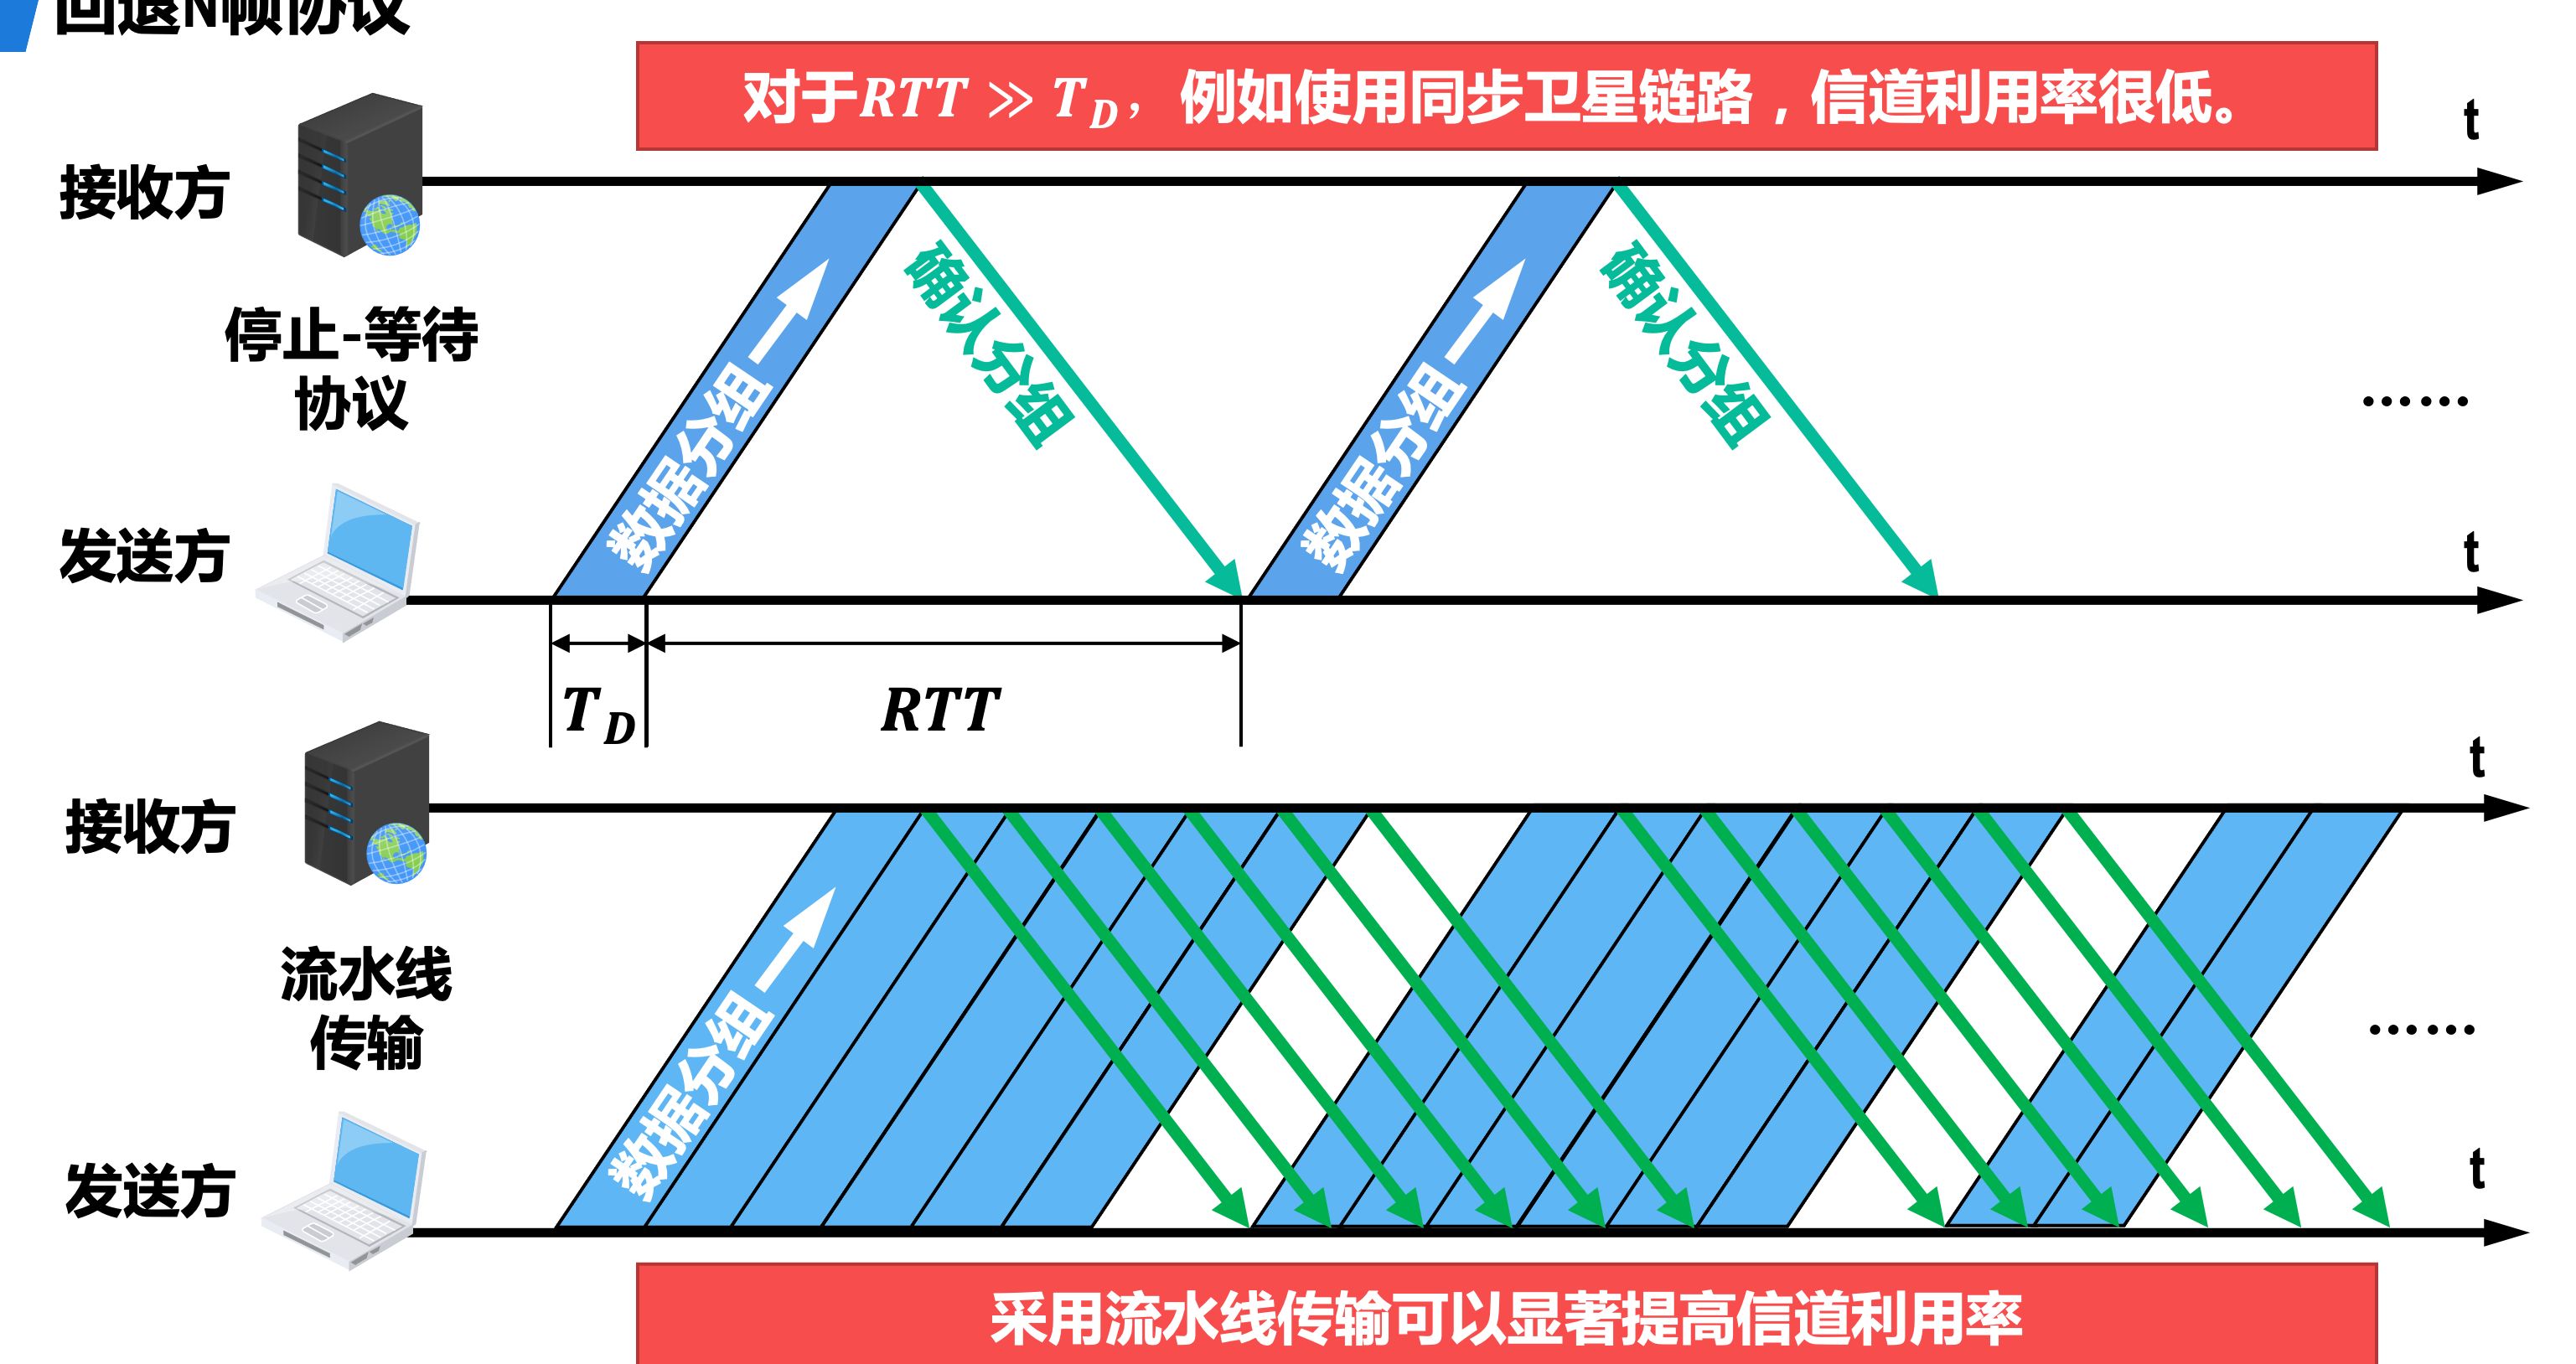 回退N帧协议
对于RTT ≫ T_D，例如使用同步卫星链路，信道利用率很低。
t
接收方
确认分组
确认分组
停止-等待
协议
数据分组
数据分组
……
发送方
t
T_D
RTT
t
接收方
流水线
传输
数据分组
……
发送方
t
采用流水线传输可以显著提高信道利用率